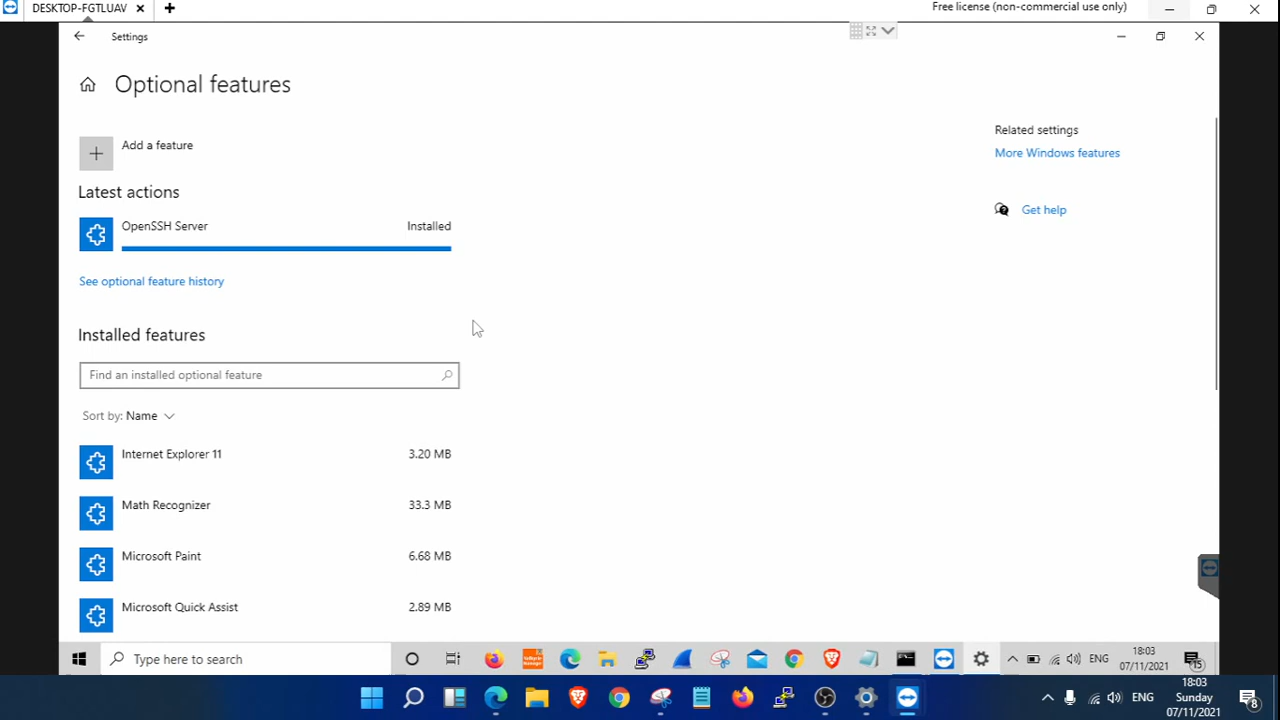 DESKTOP-FGTLUAV
Free license (non-commercial use only)
Settings
Optional features
Add a feature
Related settings
More Windows features
Latest actions
OpenSSH Server
Installed
Get help
See optional feature history
Installed features
Find an installed optional feature
Sort by: Name
Internet Explorer 11
3.20 MB
Math Recognizer
33.3 MB
Microsoft Paint
6.68 MB
Microsoft Quick Assist
2.89 MB
Type here to search
ENG
18:03
07/11/2021
15
ENG
18:03
Sunday
07/11/2021
8